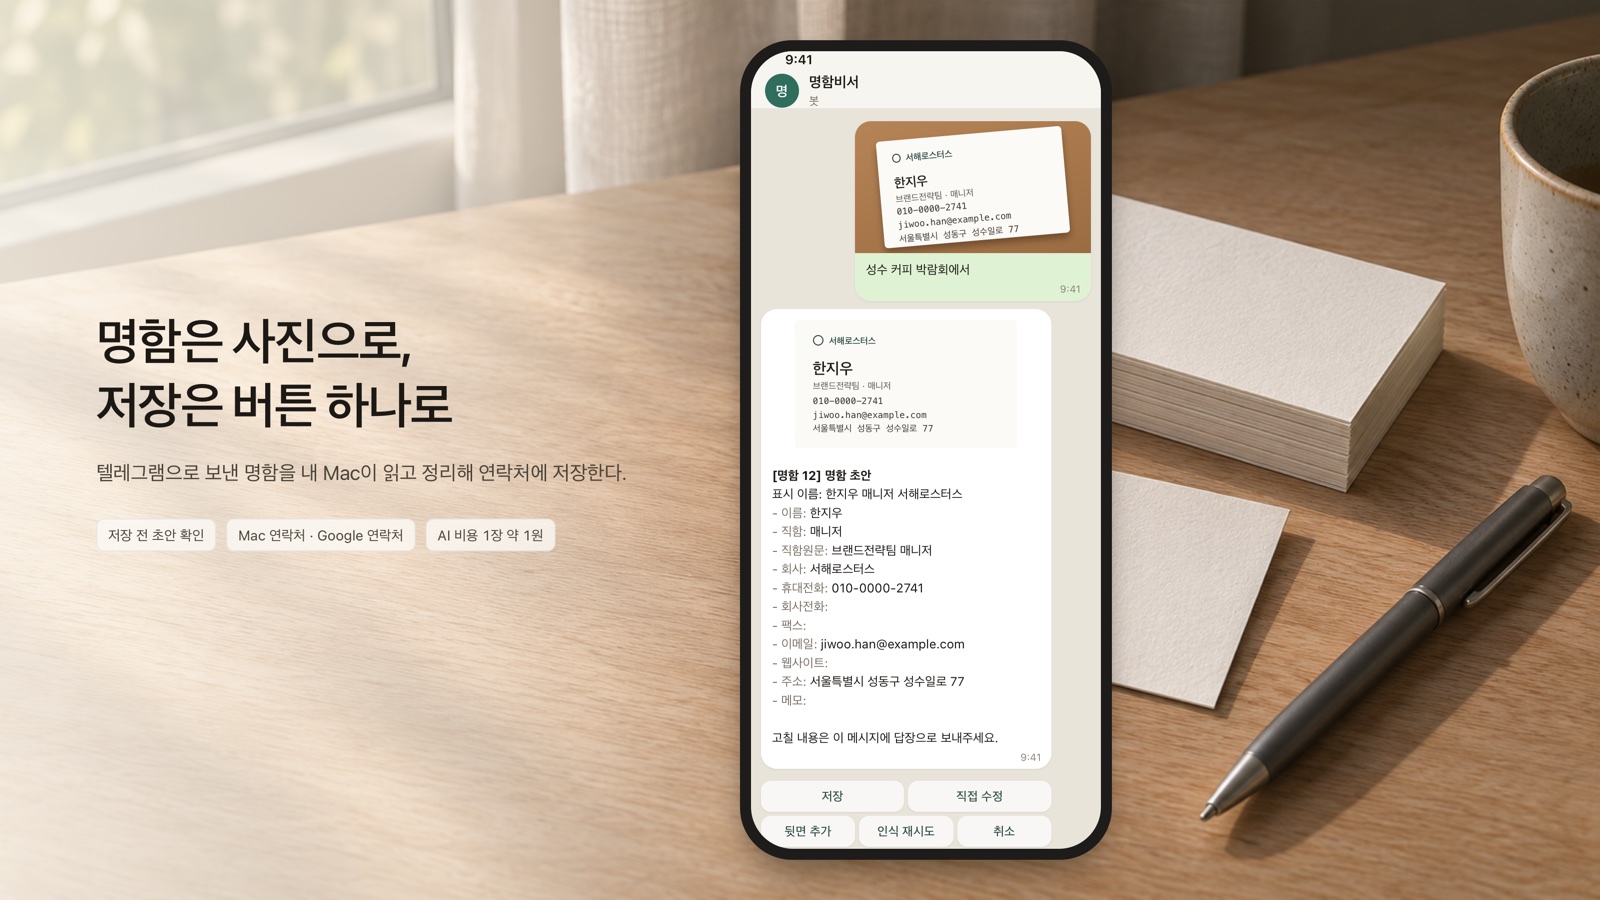 명함은 사진으로,
저장은 버튼 하나로
텔레그램으로 보낸 명함을 내 Mac이 읽고 정리해 연락처에 저장한다.
저장 전 초안 확인
Mac 연락처 · Google 연락처
AI 비용 1장 약 1원
9:41
명
명함비서
봇
서해로스터스
한지우
브랜드전략팀 · 매니저
010-0000-2741
jiwoo.han@example.com
서울특별시 성동구 성수일로 77
성수 커피 박람회에서
9:41
서해로스터스
한지우
브랜드전략팀 · 매니저
010-0000-2741
jiwoo.han@example.com
서울특별시 성동구 성수일로 77
[명함 12] 명함 초안
표시 이름: 한지우 매니저 서해로스터스
- 이름: 한지우
- 직함: 매니저
- 직함원문: 브랜드전략팀 매니저
- 회사: 서해로스터스
- 휴대전화: 010-0000-2741
- 회사전화:
- 팩스:
- 이메일: jiwoo.han@example.com
- 웹사이트:
- 주소: 서울특별시 성동구 성수일로 77
- 메모:
고칠 내용은 이 메시지에 답장으로 보내주세요.
9:41
저장
직접 수정
뒷면 추가
인식 재시도
취소